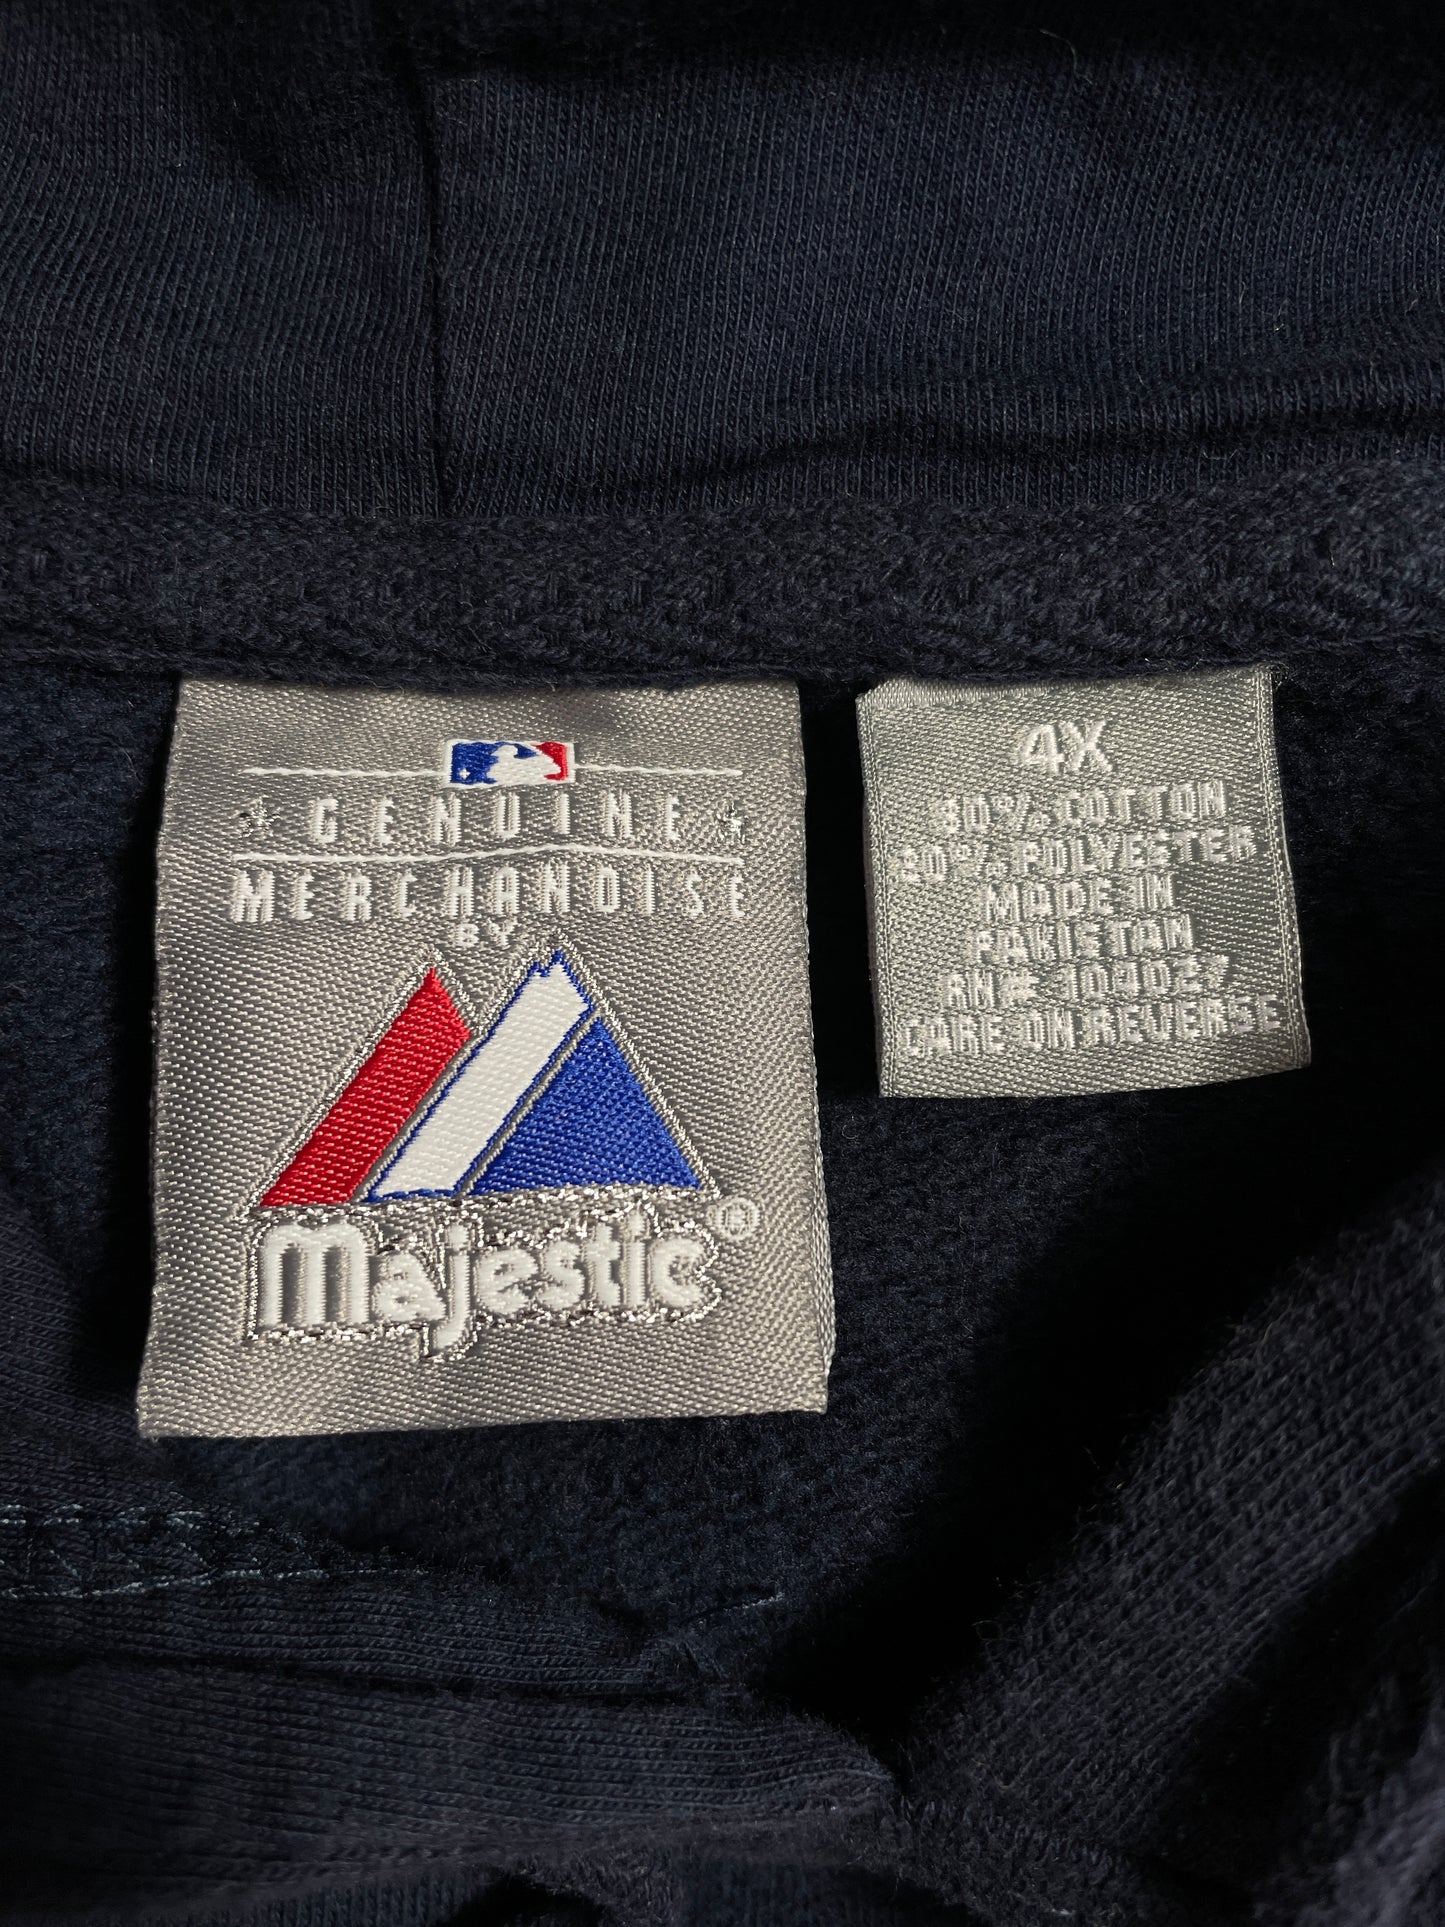 GENUINE
MERCHANDISE
BY
Majestic®
4X
80% COTTON
20% POLYESTER
MADE IN
PAKISTAN
RN# 104027
CARE ON REVERSE